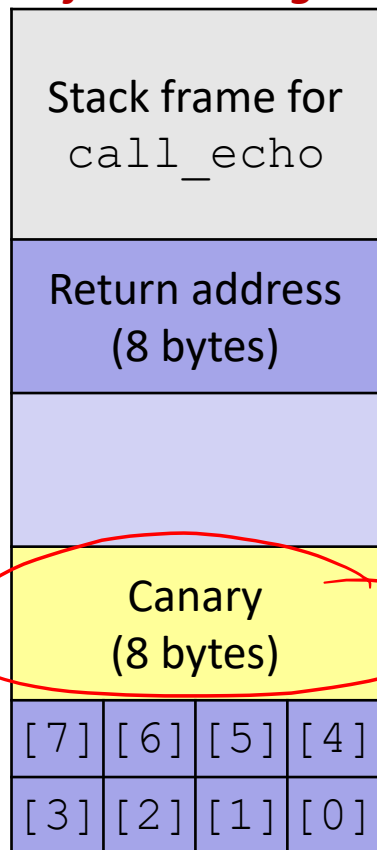 Stack frame for
call_echo
Return address
(8 bytes)
Canary
(8 bytes)
[7] [6] [5] [4]
[3] [2] [1] [0]